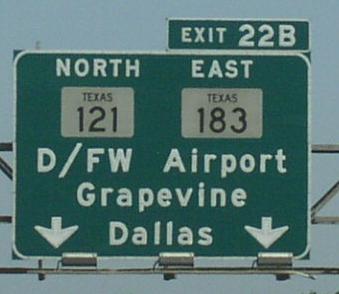 EXIT 22B
NORTH EAST
TEXAS TEXAS
121 183
D/FW Airport
Grapevine
Dallas